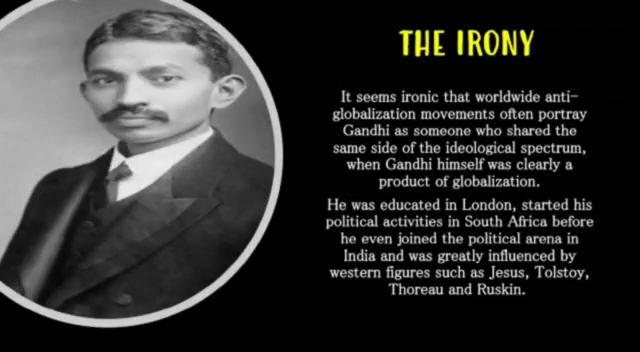 THE IRONY
It seems ironic that worldwide anti-
globalization movements often portray
Gandhi as someone who shared the
same side of the ideological spectrum,
when Gandhi himself was clearly a
product of globalization.
He was educated in London, started his
political activities in South Africa before
he even joined the political arena in
India and was greatly influenced by
western figures such as Jesus, Tolstoy,
Thoreau and Ruskin.